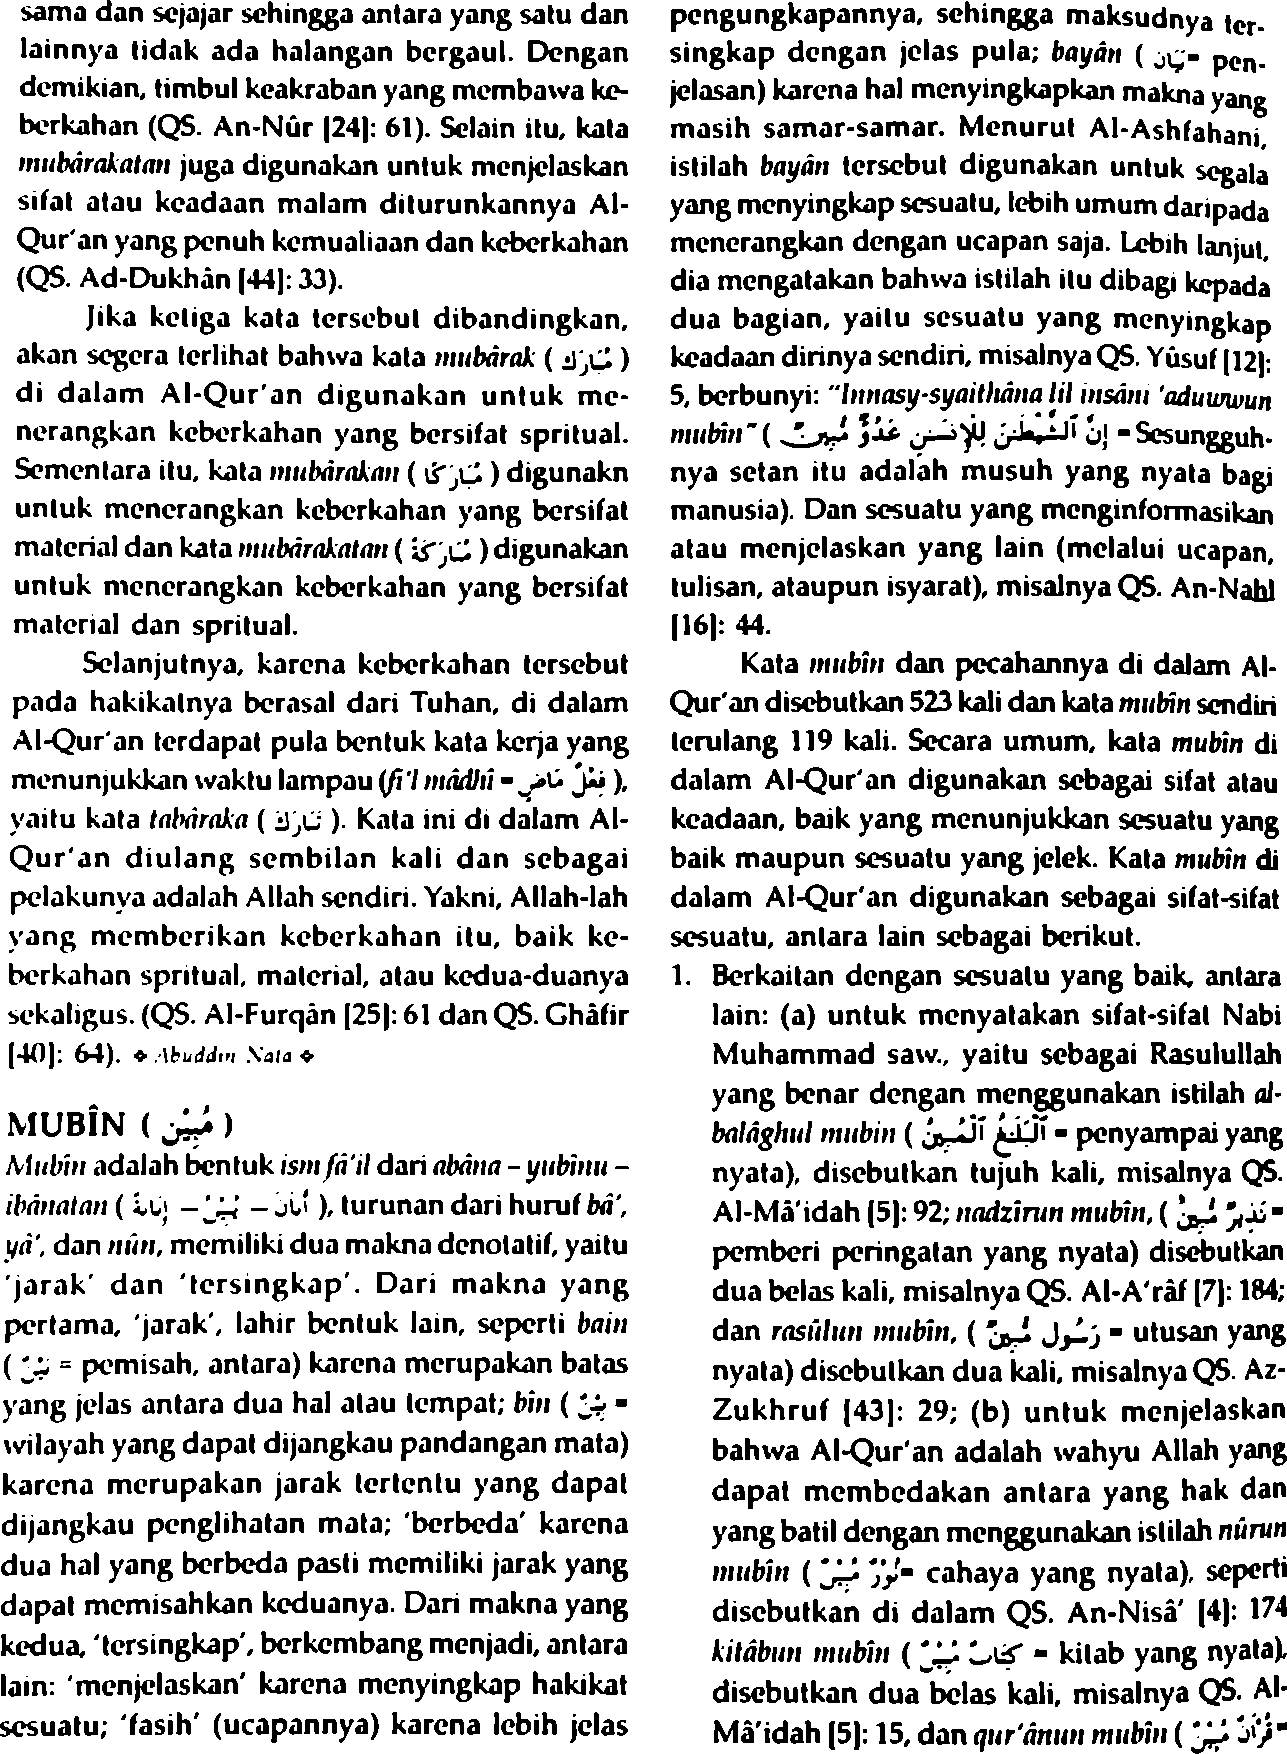 sama dan sejajar sehingga antara yang satu dan
lainnya tidak ada halangan bergaul. Dengan
demikian, timbul keakraban yang membawa ke-
berkahan (QS. An-Nûr [24]: 61). Selain itu, kata
mubârakatan juga digunakan untuk menjelaskan
sifat atau keadaan malam diturunkannya Al-
Qur'an yang penuh kemualiaan dan keberkahan
(QS. Ad-Dukhân [44]: 33).
Jika ketiga kata tersebut dibandingkan,
akan segera terlihat bahwa kata mubârak ( مُبَارَك )
di dalam Al-Qur'an digunakan untuk me-
nerangkan keberkahan yang bersifat spritual.
Sementara itu, kata mubârakan ( مُبَارَكًا ) digunakn
untuk menerangkan keberkahan yang bersifat
material dan kata mubârakatan ( مُبَارَكَةً ) digunakan
untuk menerangkan keberkahan yang bersifat
material dan spritual.
Selanjutnya, karena keberkahan tersebut
pada hakikatnya berasal dari Tuhan, di dalam
Al-Qur'an terdapat pula bentuk kata kerja yang
menunjukkan waktu lampau (fi'l mâdhî = فِعْلٌ مَاضٍ ),
yaitu kata tabâraka ( تَبَارَكَ ). Kata ini di dalam Al-
Qur'an diulang sembilan kali dan sebagai
pelakunya adalah Allah sendiri. Yakni, Allah-lah
yang memberikan keberkahan itu, baik ke-
berkahan spritual, material, atau kedua-duanya
sekaligus. (QS. Al-Furqân [25]: 61 dan QS. Ghâfir
[40]: 64). ❖ Abuddin Nata ❖
MUBÎN ( مُبِيْن )
Mubîn adalah bentuk ism fâ'il dari abâna – yubînu –
ibânatan ( أَبَانَ – يُبِيْنُ – إِبَانَةً ), turunan dari huruf bâ',
yâ', dan nûn, memiliki dua makna denotatif, yaitu
'jarak' dan 'tersingkap'. Dari makna yang
pertama, 'jarak', lahir bentuk lain, seperti bain
( بَيْنَ = pemisah, antara) karena merupakan batas
yang jelas antara dua hal atau tempat; bîn ( بِيْنٌ =
wilayah yang dapat dijangkau pandangan mata)
karena merupakan jarak tertentu yang dapat
dijangkau penglihatan mata; 'berbeda' karena
dua hal yang berbeda pasti memiliki jarak yang
dapat memisahkan keduanya. Dari makna yang
kedua, 'tersingkap', berkembang menjadi, antara
lain: 'menjelaskan' karena menyingkap hakikat
sesuatu; 'fasih' (ucapannya) karena lebih jelas
pengungkapannya, sehingga maksudnya ter-
singkap dengan jelas pula; bayân ( بَيَان = pen-
jelasan) karena hal menyingkapkan makna yang
masih samar-samar. Menurut Al-Ashfahani,
istilah bayân tersebut digunakan untuk segala
yang menyingkap sesuatu, lebih umum daripada
menerangkan dengan ucapan saja. Lebih lanjut,
dia mengatakan bahwa istilah itu dibagi kepada
dua bagian, yaitu sesuatu yang menyingkap
keadaan dirinya sendiri, misalnya QS. Yûsuf [12]:
5, berbunyi: "Innasy-syaithâna lil insâni 'aduwwun
mubîn" ( إِنَّ ٱلشَّيْطَٰنَ لِلْإِنسَٰنِ عَدُوٌّ مُّبِينٌ = Sesungguh-
nya setan itu adalah musuh yang nyata bagi
manusia). Dan sesuatu yang menginformasikan
atau menjelaskan yang lain (melalui ucapan,
tulisan, ataupun isyarat), misalnya QS. An-Nahl
[16]: 44.
Kata mubîn dan pecahannya di dalam Al-
Qur'an disebutkan 523 kali dan kata mubîn sendiri
terulang 119 kali. Secara umum, kata mubîn di
dalam Al-Qur'an digunakan sebagai sifat atau
keadaan, baik yang menunjukkan sesuatu yang
baik maupun sesuatu yang jelek. Kata mubîn di
dalam Al-Qur'an digunakan sebagai sifat-sifat
sesuatu, antara lain sebagai berikut.
1. Berkaitan dengan sesuatu yang baik, antara
lain: (a) untuk menyatakan sifat-sifat Nabi
Muhammad saw., yaitu sebagai Rasulullah
yang benar dengan menggunakan istilah al-
balâghul mubin ( ٱلْبَلَٰغُ ٱلْمُبِينُ = penyampai yang
nyata), disebutkan tujuh kali, misalnya QS.
Al-Mâ'idah [5]: 92; nadzîrun mubîn, ( نَذِيرٌ مُّبِينٌ =
pemberi peringatan yang nyata) disebutkan
dua belas kali, misalnya QS. Al-A'râf [7]: 184;
dan rasûlun mubîn, ( رَسُولٌ مُّبِينٌ = utusan yang
nyata) disebutkan dua kali, misalnya QS. Az-
Zukhruf [43]: 29; (b) untuk menjelaskan
bahwa Al-Qur'an adalah wahyu Allah yang
dapat membedakan antara yang hak dan
yang batil dengan menggunakan istilah nûrun
mubîn ( نُوْرٌ مُبِيْنٌ = cahaya yang nyata), seperti
disebutkan di dalam QS. An-Nisâ' [4]: 174
kitâbun mubîn ( كِتَابٌ مُبِيْنٌ = kitab yang nyata),
disebutkan dua belas kali, misalnya QS. Al-
Mâ'idah [5]: 15, dan qur'ânun mubîn ( قُرْآنٌ مُبِيْنٌ =